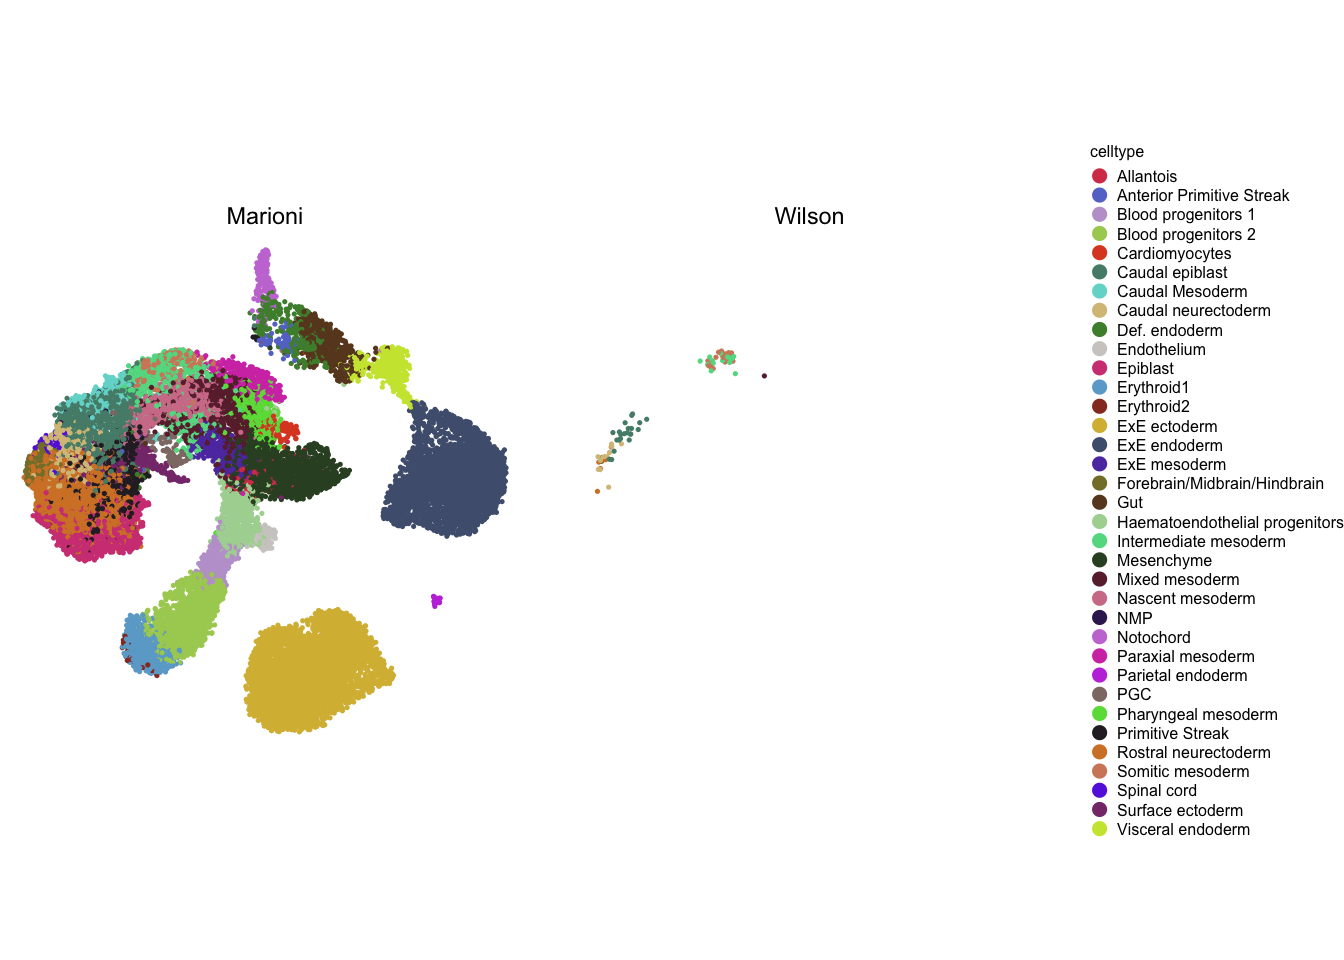 Marioni
Wilson
celltype
Allantois
Anterior Primitive Streak
Blood progenitors 1
Blood progenitors 2
Cardiomyocytes
Caudal epiblast
Caudal Mesoderm
Caudal neurectoderm
Def. endoderm
Endothelium
Epiblast
Erythroid1
Erythroid2
ExE ectoderm
ExE endoderm
ExE mesoderm
Forebrain/Midbrain/Hindbrain
Gut
Haematoendothelial progenitors
Intermediate mesoderm
Mesenchyme
Mixed mesoderm
Nascent mesoderm
NMP
Notochord
Paraxial mesoderm
Parietal endoderm
PGC
Pharyngeal mesoderm
Primitive Streak
Rostral neurectoderm
Somitic mesoderm
Spinal cord
Surface ectoderm
Visceral endoderm